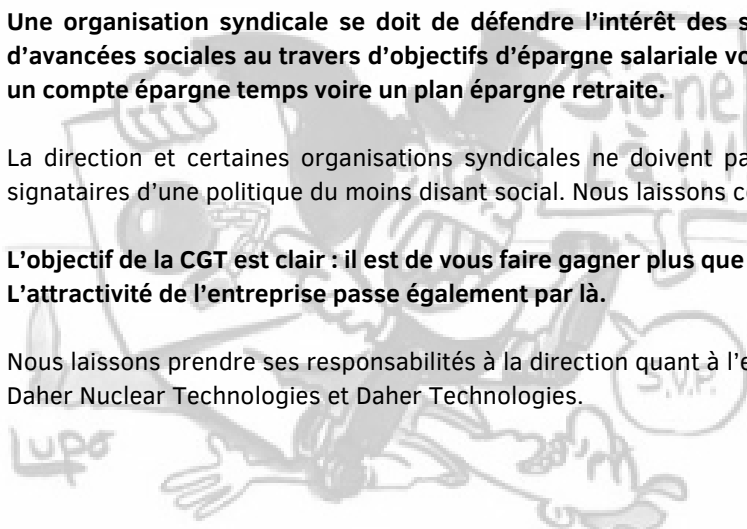 Une organisation syndicale se doit de défendre l’intérêt des s
d’avancées sociales au travers d’objectifs d’épargne salariale vo
un compte épargne temps voire un plan épargne retraite.
La direction et certaines organisations syndicales ne doivent pa
signataires d’une politique du moins disant social. Nous laissons c
L’objectif de la CGT est clair : il est de vous faire gagner plus que
L’attractivité de l’entreprise passe également par là.
Nous laissons prendre ses responsabilités à la direction quant à l’e
Daher Nuclear Technologies et Daher Technologies.
Signe
Là !!!
S.V.P.
Lupo